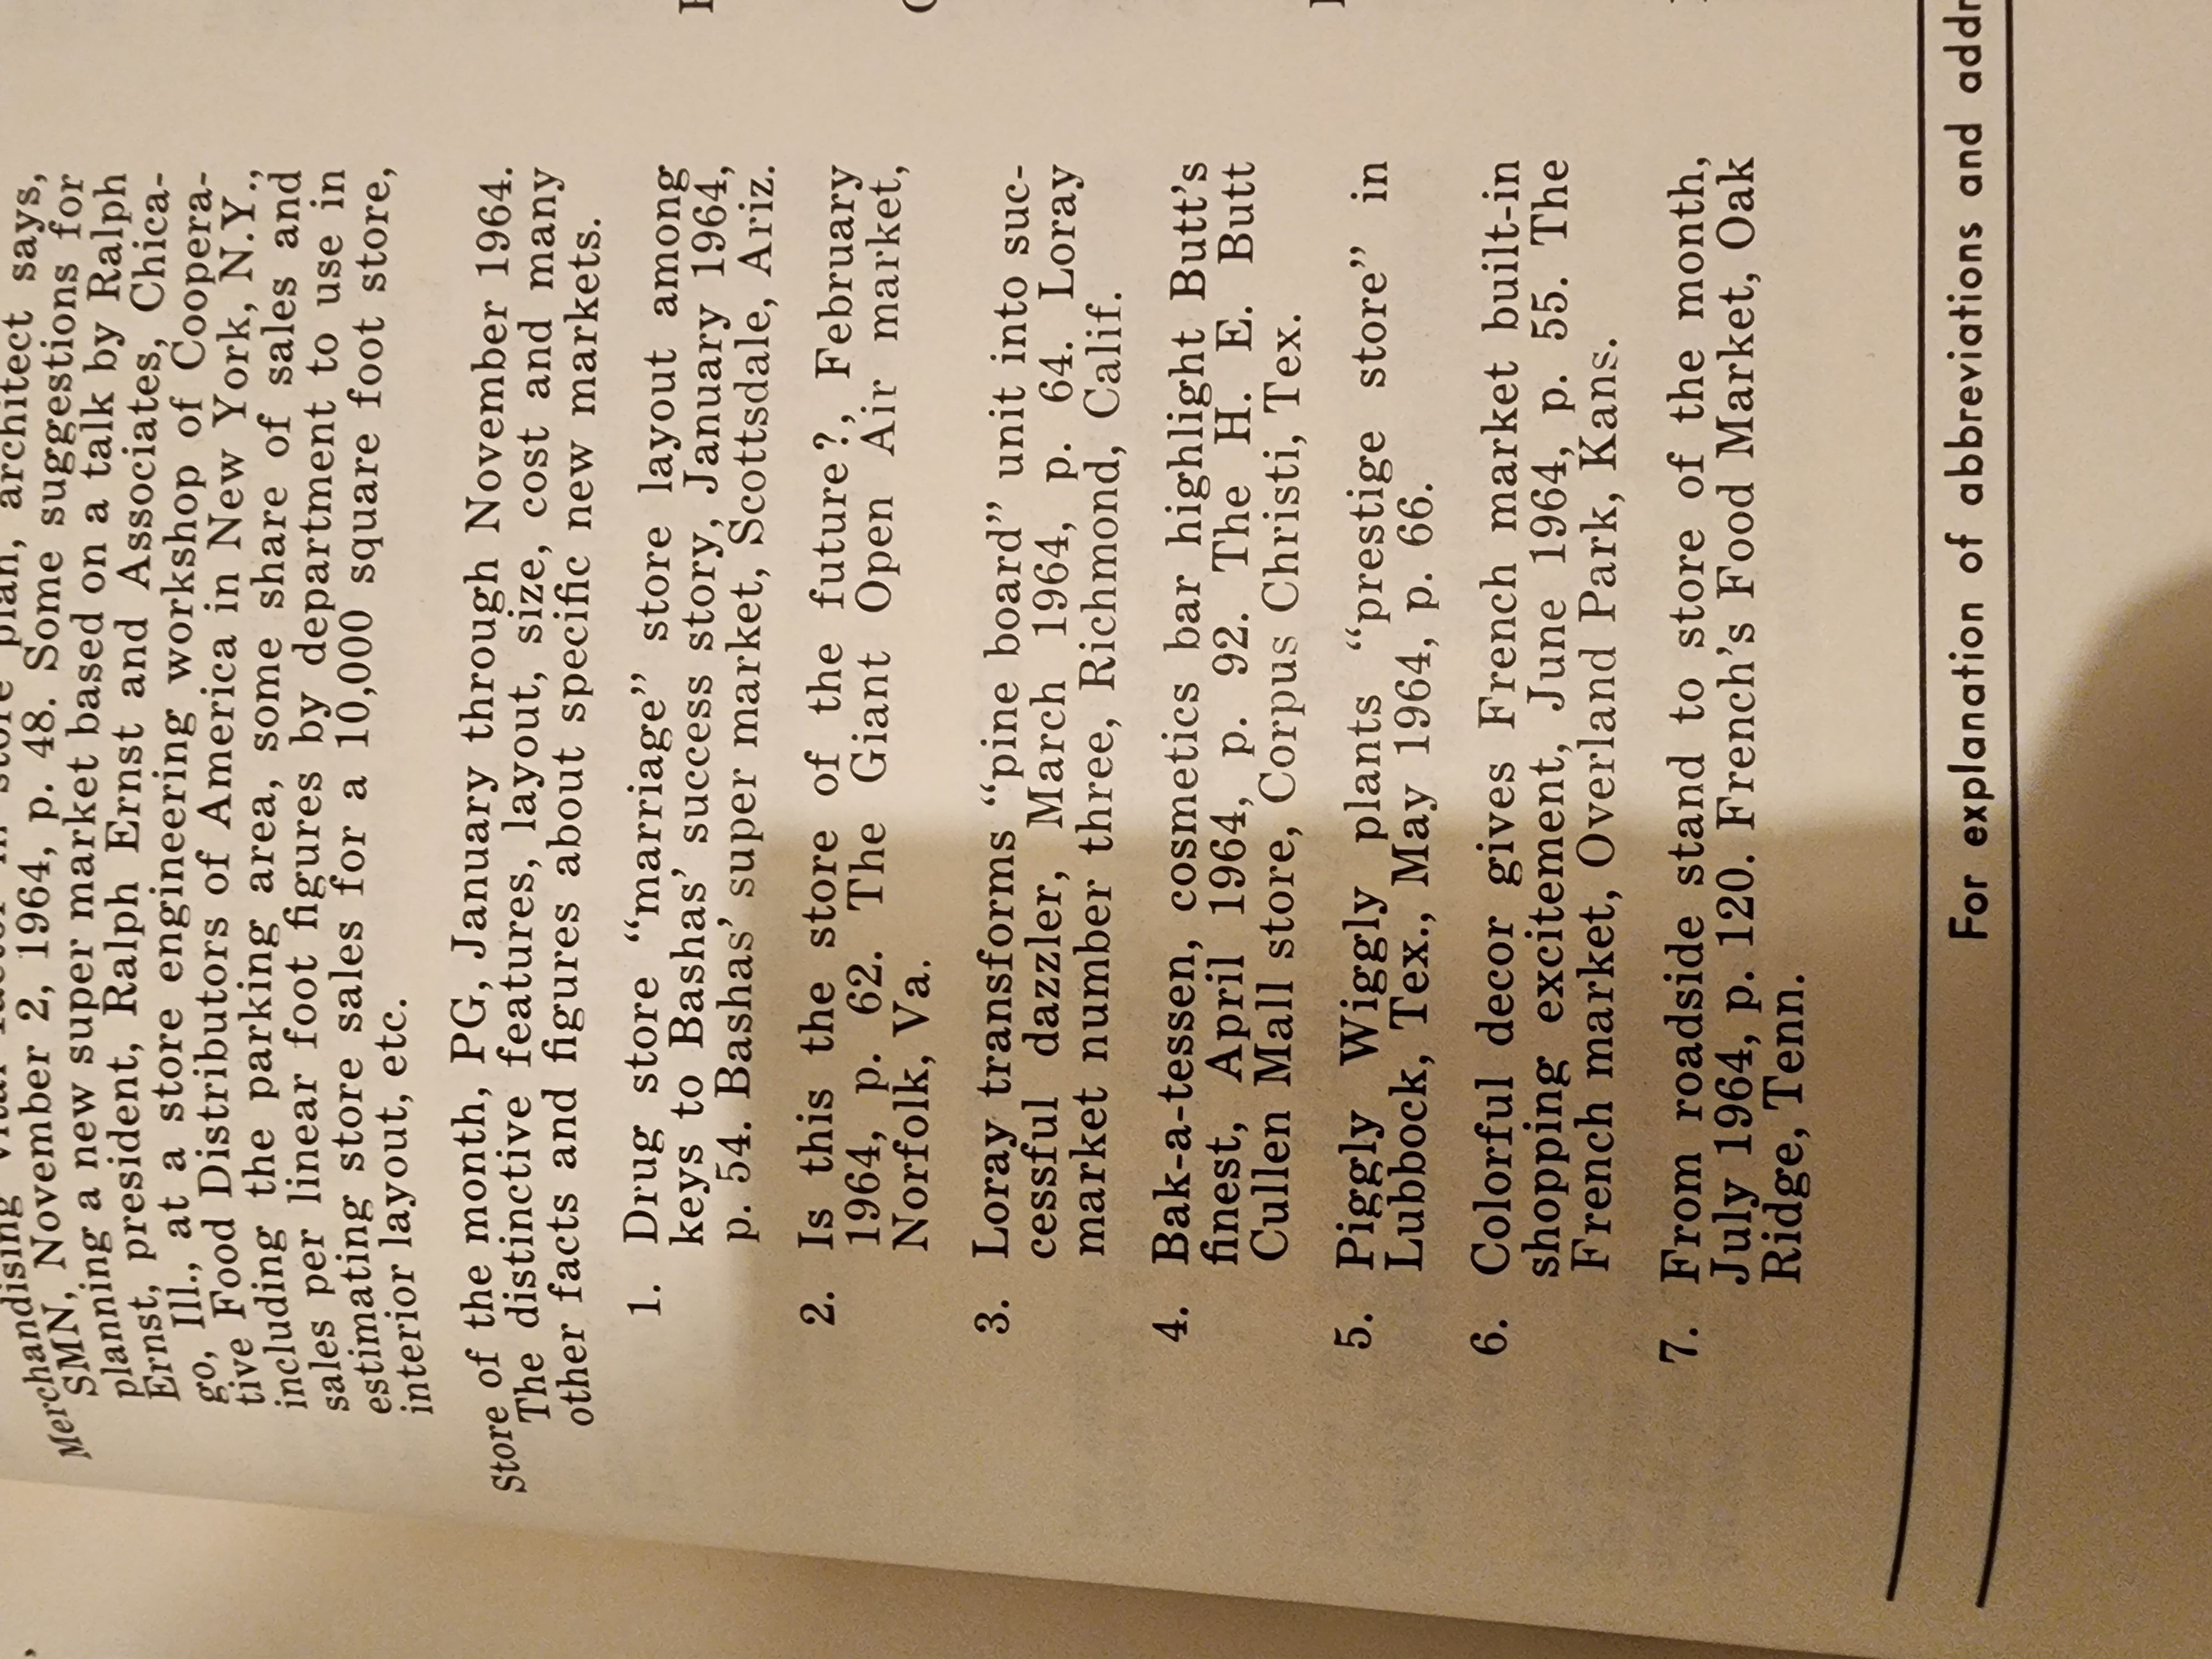 Merchandising vital factor in store plan, architect says,
SMN, November 2, 1964, p. 48. Some suggestions for
planning a new super market based on a talk by Ralph
Ernst, president, Ralph Ernst and Associates, Chica-
go, Ill., at a store engineering workshop of Coopera-
tive Food Distributors of America in New York, N.Y.,
including the parking area, some share of sales and
sales per linear foot figures by department to use in
estimating store sales for a 10,000 square foot store,
interior layout, etc.
Store of the month, PG, January through November 1964.
The distinctive features, layout, size, cost and many
other facts and figures about specific new markets.
1. Drug store “marriage” store layout among
keys to Bashas’ success story, January 1964,
p. 54. Bashas’ super market, Scottsdale, Ariz.
2. Is this the store of the future?, February
1964, p. 62. The Giant Open Air market,
Norfolk, Va.
3. Loray transforms “pine board” unit into suc-
cessful dazzler, March 1964, p. 64. Loray
market number three, Richmond, Calif.
4. Bak-a-tessen, cosmetics bar highlight Butt’s
finest, April 1964, p. 92. The H. E. Butt
Cullen Mall store, Corpus Christi, Tex.
5. Piggly Wiggly plants “prestige store” in
Lubbock, Tex., May 1964, p. 66.
6. Colorful decor gives French market built-in
shopping excitement, June 1964, p. 55. The
French market, Overland Park, Kans.
7. From roadside stand to store of the month,
July 1964, p. 120. French’s Food Market, Oak
Ridge, Tenn.
For explanation of abbreviations and addr